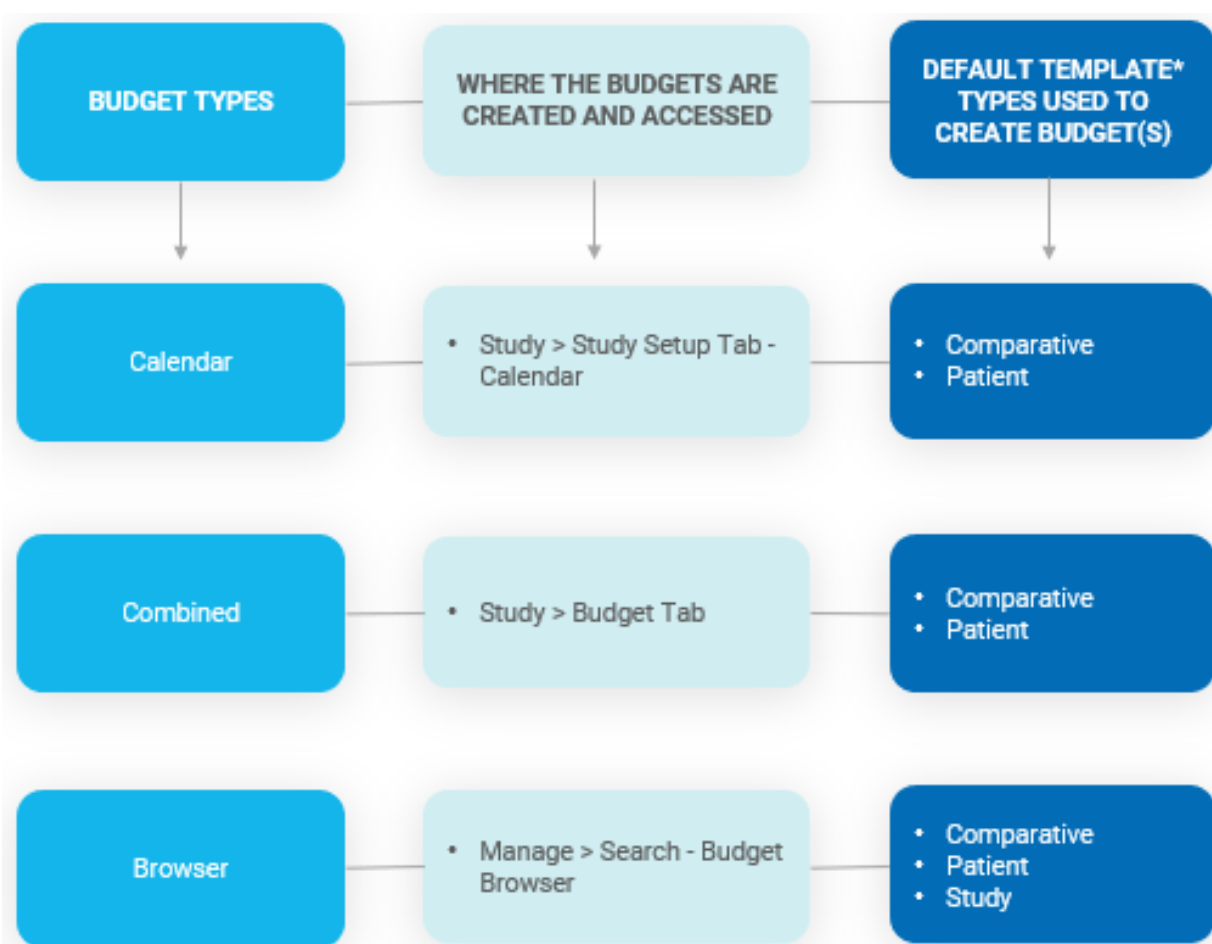 BUDGET TYPES
WHERE THE BUDGETS ARE
CREATED AND ACCESSED
DEFAULT TEMPLATE*
TYPES USED TO
CREATE BUDGET(S)
Calendar
• Study > Study Setup Tab -
Calendar
• Comparative
• Patient
Combined
• Study > Budget Tab
• Comparative
• Patient
Browser
• Manage > Search - Budget
Browser
• Comparative
• Patient
• Study